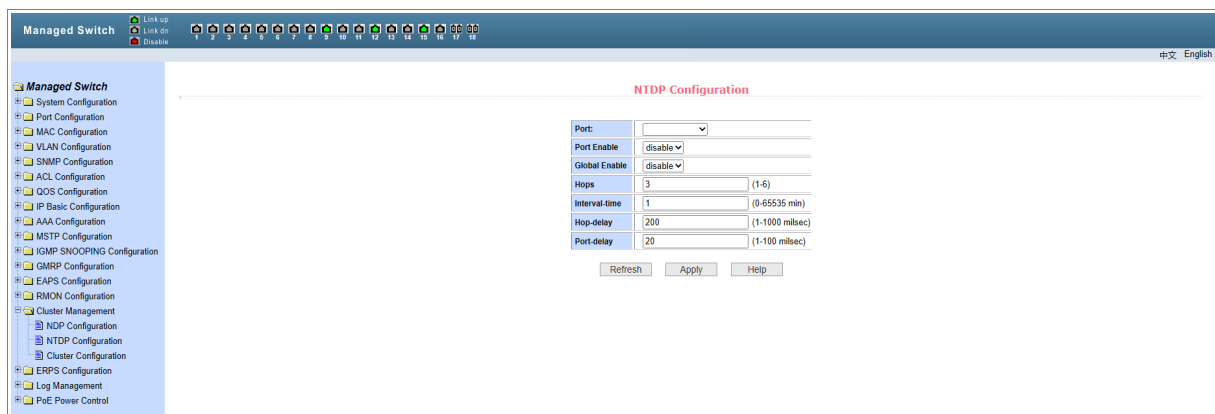 Managed Switch
Link up
Link dn
Disable
1 2 3 4 5 6 7 8 9 10 11 12 13 14 15 16 17 18
中文 English
Managed Switch
System Configuration
Port Configuration
MAC Configuration
VLAN Configuration
SNMP Configuration
ACL Configuration
QOS Configuration
IP Basic Configuration
AAA Configuration
MSTP Configuration
IGMP SNOOPING Configuration
GMRP Configuration
EAPS Configuration
RMON Configuration
Cluster Management
NDP Configuration
NTDP Configuration
Cluster Configuration
ERPS Configuration
Log Management
PoE Power Control
NTDP Configuration
Port:
Port Enable disable
Global Enable disable
Hops 3 (1-6)
Interval-time 1 (0-65535 min)
Hop-delay 200 (1-1000 milsec)
Port-delay 20 (1-100 milsec)
Refresh Apply Help